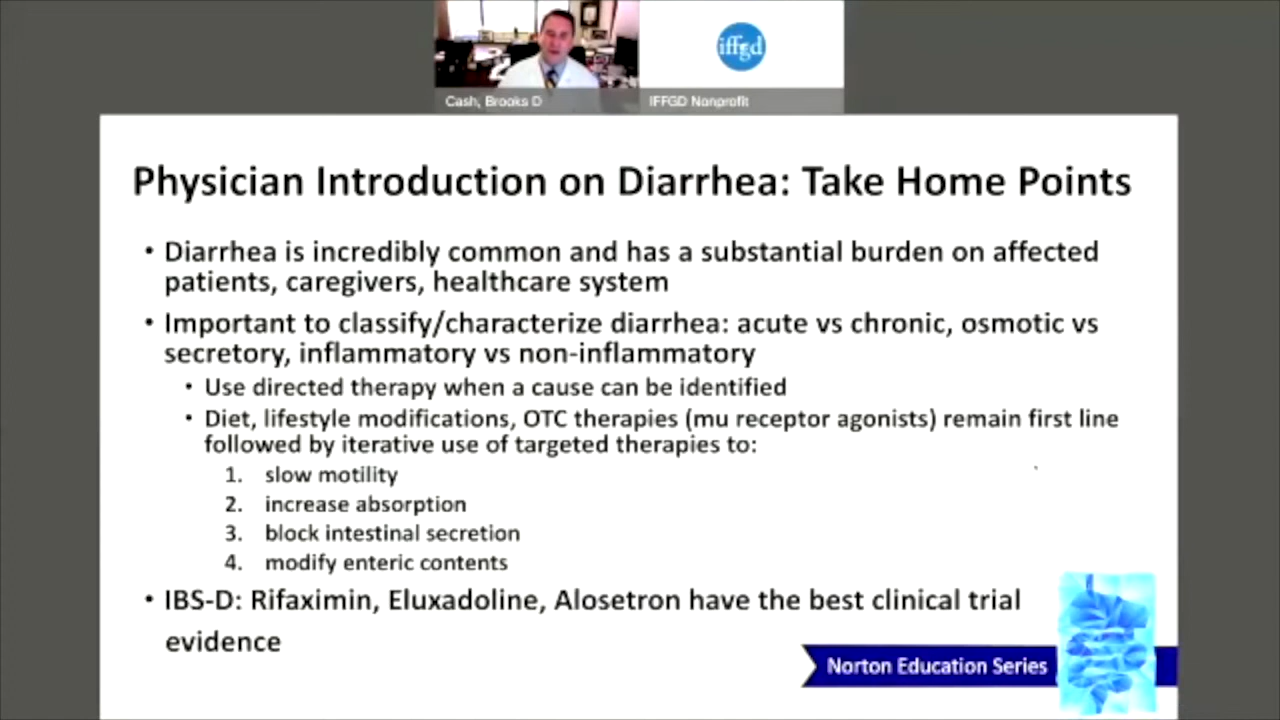 iffgd
Cash, Brooks D
IFFGD Nonprofit
Physician Introduction on Diarrhea: Take Home Points
• Diarrhea is incredibly common and has a substantial burden on affected
patients, caregivers, healthcare system
• Important to classify/characterize diarrhea: acute vs chronic, osmotic vs
secretory, inflammatory vs non-inflammatory
• Use directed therapy when a cause can be identified
• Diet, lifestyle modifications, OTC therapies (mu receptor agonists) remain first line
followed by iterative use of targeted therapies to:
1. slow motility
2. increase absorption
3. block intestinal secretion
4. modify enteric contents
• IBS-D: Rifaximin, Eluxadoline, Alosetron have the best clinical trial
evidence
Norton Education Series